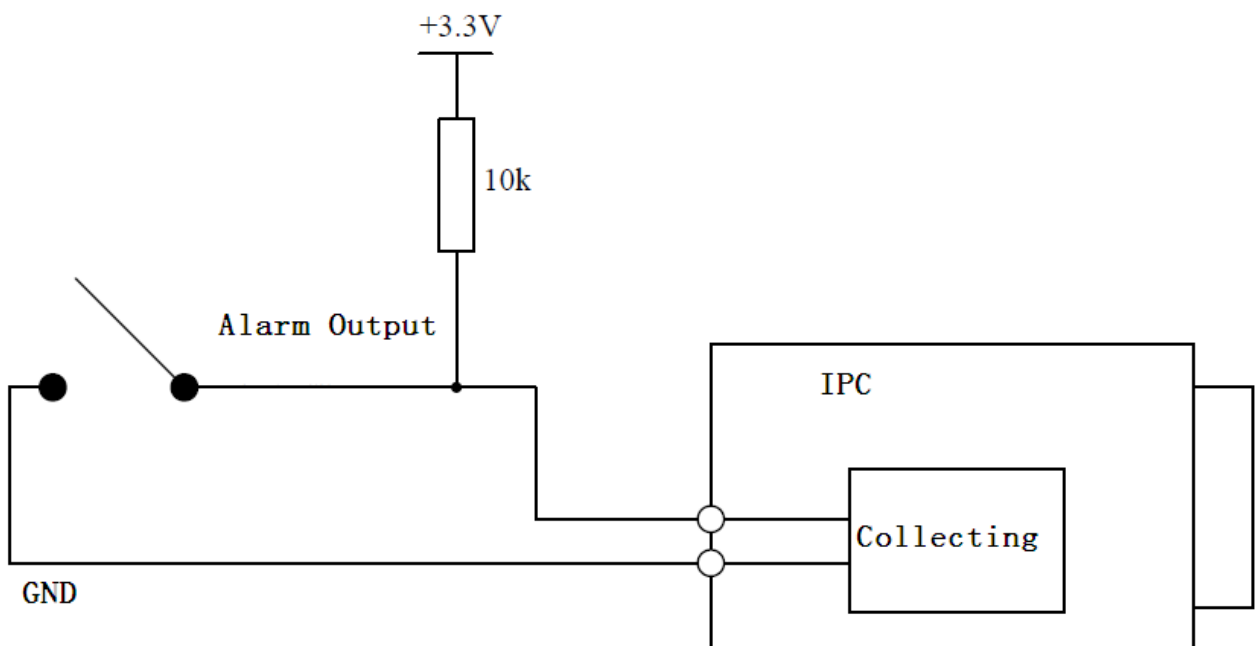 +3.3V
10k
Alarm Output
IPC
Collecting
GND